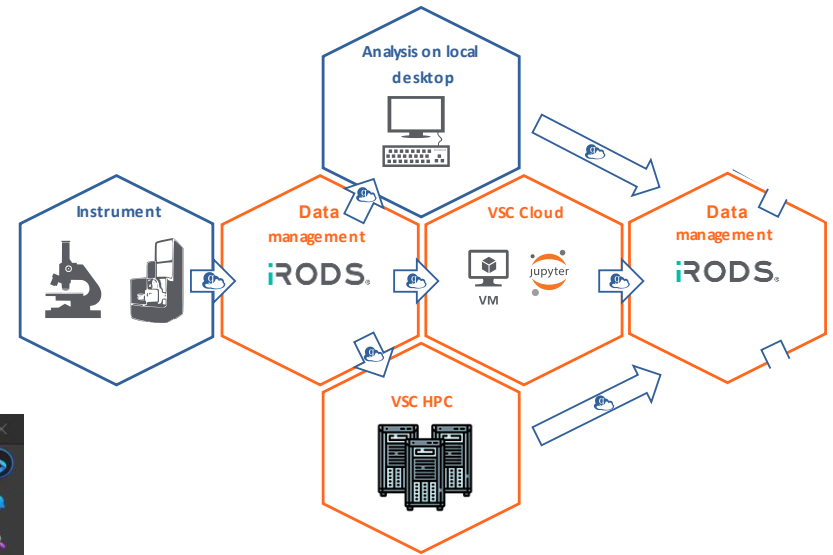 Analysis on local
desktop
Instrument
Data
management
iRODS®
VSC Cloud
VM
jupyter
Data
management
iRODS®
VSC HPC